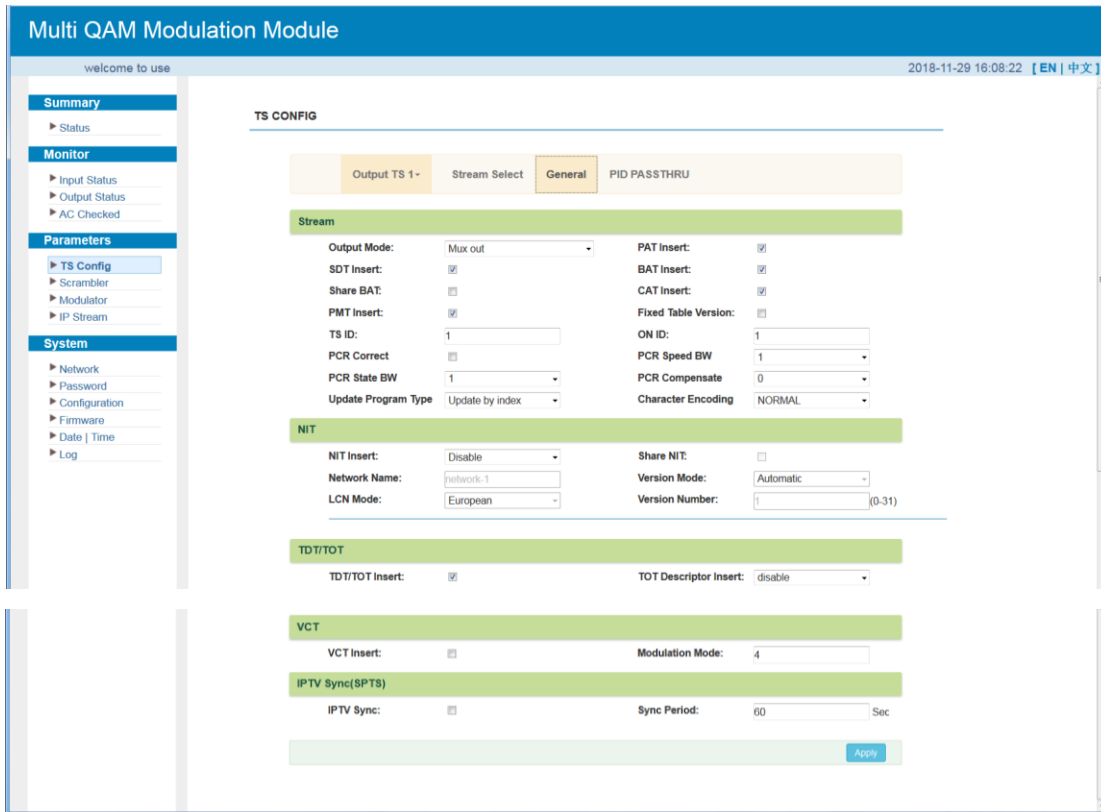 Multi QAM Modulation Module
welcome to use 2018-11-29 16:08:22 [ EN | 中文 ]
Summary
Status
Monitor
Input Status
Output Status
AC Checked
Parameters
TS Config
Scrambler
Modulator
IP Stream
System
Network
Password
Configuration
Firmware
Date | Time
Log
TS CONFIG
Output TS 1 Stream Select General PID PASSTHRU
Stream
Output Mode: Mux out PAT Insert:
SDT Insert: BAT Insert:
Share BAT: CAT Insert:
PMT Insert: Fixed Table Version:
TS ID: 1 ON ID: 1
PCR Correct PCR Speed BW 1
PCR State BW 1 PCR Compensate 0
Update Program Type Update by index Character Encoding NORMAL
NIT
NIT Insert: Disable Share NIT:
Network Name: network-1 Version Mode: Automatic
LCN Mode: European Version Number: 1 (0-31)
TDT/TOT
TDT/TOT Insert: TOT Descriptor Insert: disable
VCT
VCT Insert: Modulation Mode: 4
IPTV Sync(SPTS)
IPTV Sync: Sync Period: 60 Sec
Apply